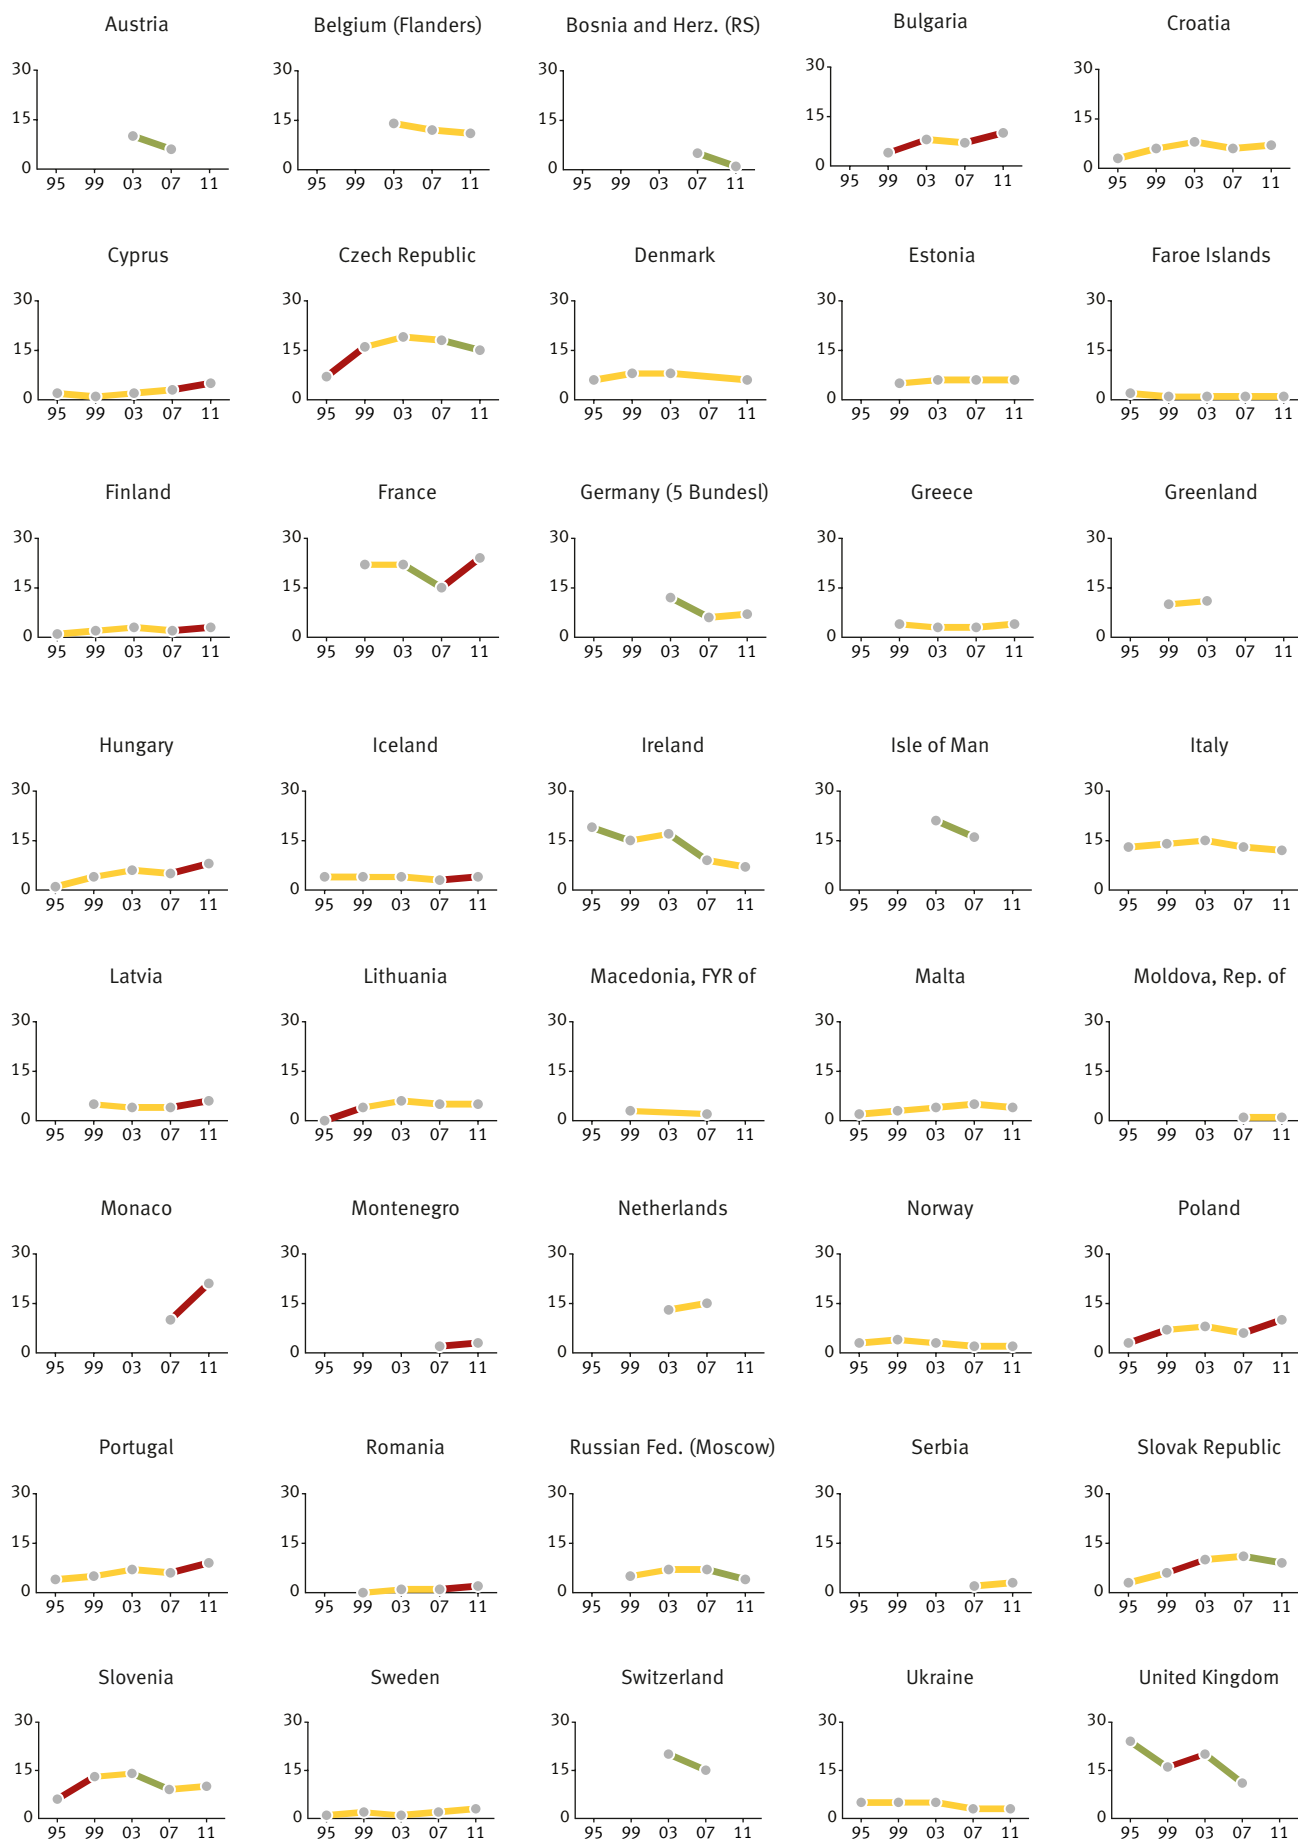 Austria
Belgium (Flanders)
Bosnia and Herz. (RS)
Bulgaria
Croatia
30 15 0 95 99 03 07 11
30 15 0 95 99 03 07 11
30 15 0 95 99 03 07 11
30 15 0 95 99 03 07 11
30 15 0 95 99 03 07 11
Cyprus
Czech Republic
Denmark
Estonia
Faroe Islands
30 15 0 95 99 03 07 11
30 15 0 95 99 03 07 11
30 15 0 95 99 03 07 11
30 15 0 95 99 03 07 11
30 15 0 95 99 03 07 11
Finland
France
Germany (5 Bundesl)
Greece
Greenland
30 15 0 95 99 03 07 11
30 15 0 95 99 03 07 11
30 15 0 95 99 03 07 11
30 15 0 95 99 03 07 11
30 15 0 95 99 03 07 11
Hungary
Iceland
Ireland
Isle of Man
Italy
30 15 0 95 99 03 07 11
30 15 0 95 99 03 07 11
30 15 0 95 99 03 07 11
30 15 0 95 99 03 07 11
30 15 0 95 99 03 07 11
Latvia
Lithuania
Macedonia, FYR of
Malta
Moldova, Rep. of
30 15 0 95 99 03 07 11
30 15 0 95 99 03 07 11
30 15 0 95 99 03 07 11
30 15 0 95 99 03 07 11
30 15 0 95 99 03 07 11
Monaco
Montenegro
Netherlands
Norway
Poland
30 15 0 95 99 03 07 11
30 15 0 95 99 03 07 11
30 15 0 95 99 03 07 11
30 15 0 95 99 03 07 11
30 15 0 95 99 03 07 11
Portugal
Romania
Russian Fed. (Moscow)
Serbia
Slovak Republic
30 15 0 95 99 03 07 11
30 15 0 95 99 03 07 11
30 15 0 95 99 03 07 11
30 15 0 95 99 03 07 11
30 15 0 95 99 03 07 11
Slovenia
Sweden
Switzerland
Ukraine
United Kingdom
30 15 0 95 99 03 07 11
30 15 0 95 99 03 07 11
30 15 0 95 99 03 07 11
30 15 0 95 99 03 07 11
30 15 0 95 99 03 07 11